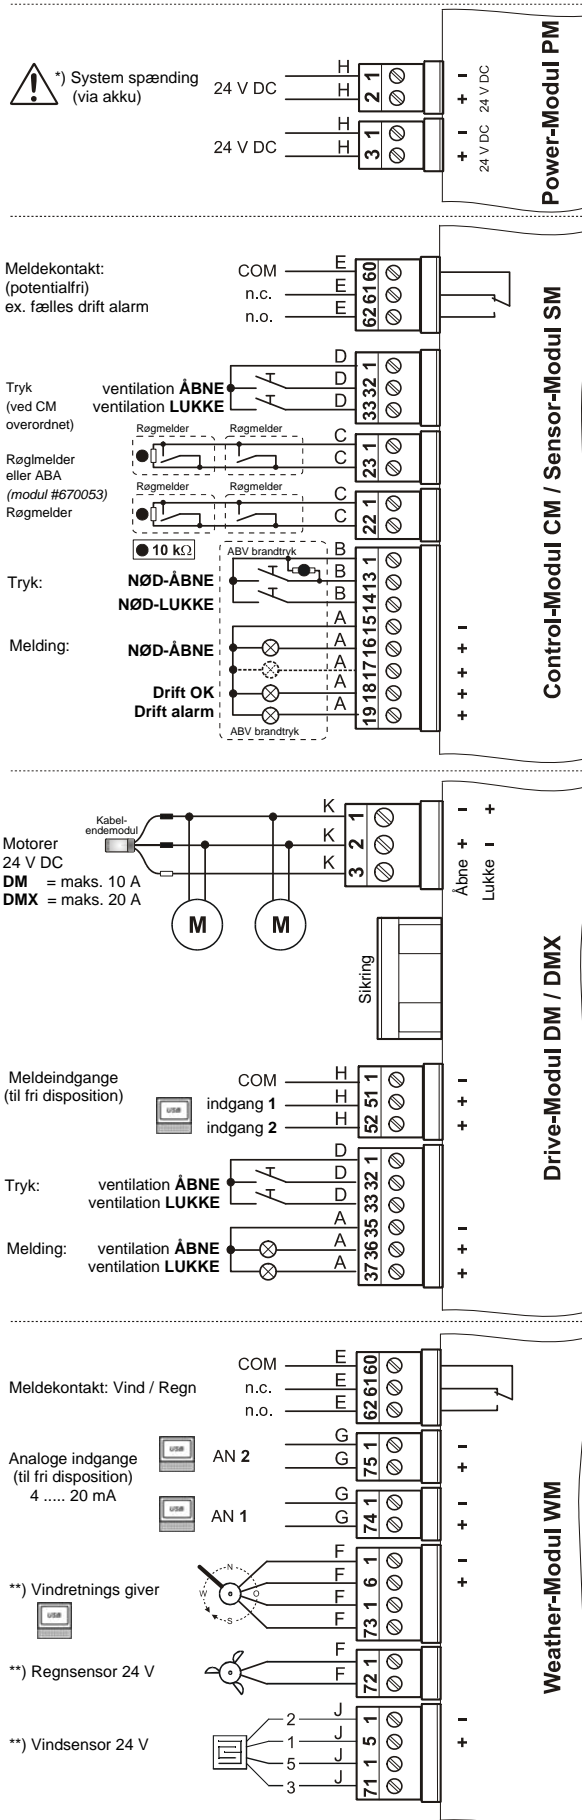 *) System spænding
(via akku)
24 V DC
H
H
1
2
–
+
24 V DC
24 V DC
H
H
1
3
–
+
24 V DC
Power-Modul PM
Meldekontakt:
(potentialfri)
ex. fælles drift alarm
COM
n.c.
n.o.
E
E
E
60
61
62
Tryk
(ved CM
overordnet)
ventilation ÅBNE
ventilation LUKKE
D
D
D
1
32
33
Røglmelder
eller ABA
(modul #670053)
Røgmelder
Røgmelder
Røgmelder
C
C
1
23
Røgmelder
Røgmelder
C
C
1
22
10 kΩ
ABV brandtryk
Tryk:
NØD-ÅBNE
NØD-LUKKE
B
B
B
1
13
14
Melding:
NØD-ÅBNE
Drift OK
Drift alarm
A
A
A
A
A
15
16
17
18
19
–
+
+
+
+
ABV brandtryk
Control-Modul CM / Sensor-Modul SM
Kabel-
endemodul
Motorer
24 V DC
DM = maks. 10 A
DMX = maks. 20 A
M
M
K
K
K
1
2
3
– +
+ –
Åbne
Lukke
Sikring
Meldeindgange
(til fri disposition)
USB
COM
indgang 1
indgang 2
H
H
H
1
51
52
–
+
+
Tryk:
ventilation ÅBNE
ventilation LUKKE
D
D
D
1
32
33
Melding:
ventilation ÅBNE
ventilation LUKKE
A
A
A
35
36
37
–
+
+
Drive-Modul DM / DMX
Meldekontakt: Vind / Regn
COM
n.c.
n.o.
E
E
E
60
61
62
Analoge indgange
(til fri disposition)
4 ..... 20 mA
USB
AN 2
G
G
1
75
–
+
USB
AN 1
G
G
1
74
–
+
**) Vindretnings giver
USB
N
W
O
S
F
F
F
F
1
6
1
73
–
+
**) Regnsensor 24 V
F
F
1
72
**) Vindsensor 24 V
2
1
5
3
J
J
J
J
1
5
1
71
–
+
Weather-Modul WM